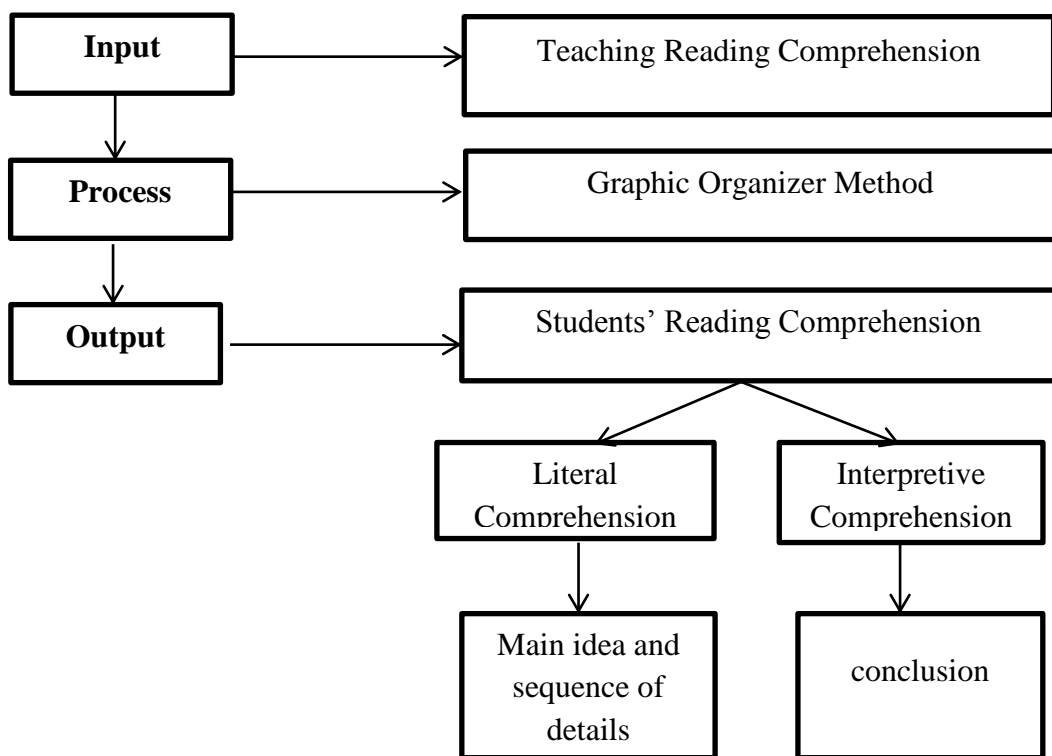 Input
Teaching Reading Comprehension
Process
Graphic Organizer Method
Output
Students’ Reading Comprehension
Literal
Comprehension
Interpretive
Comprehension
Main idea and
sequence of
details
conclusion